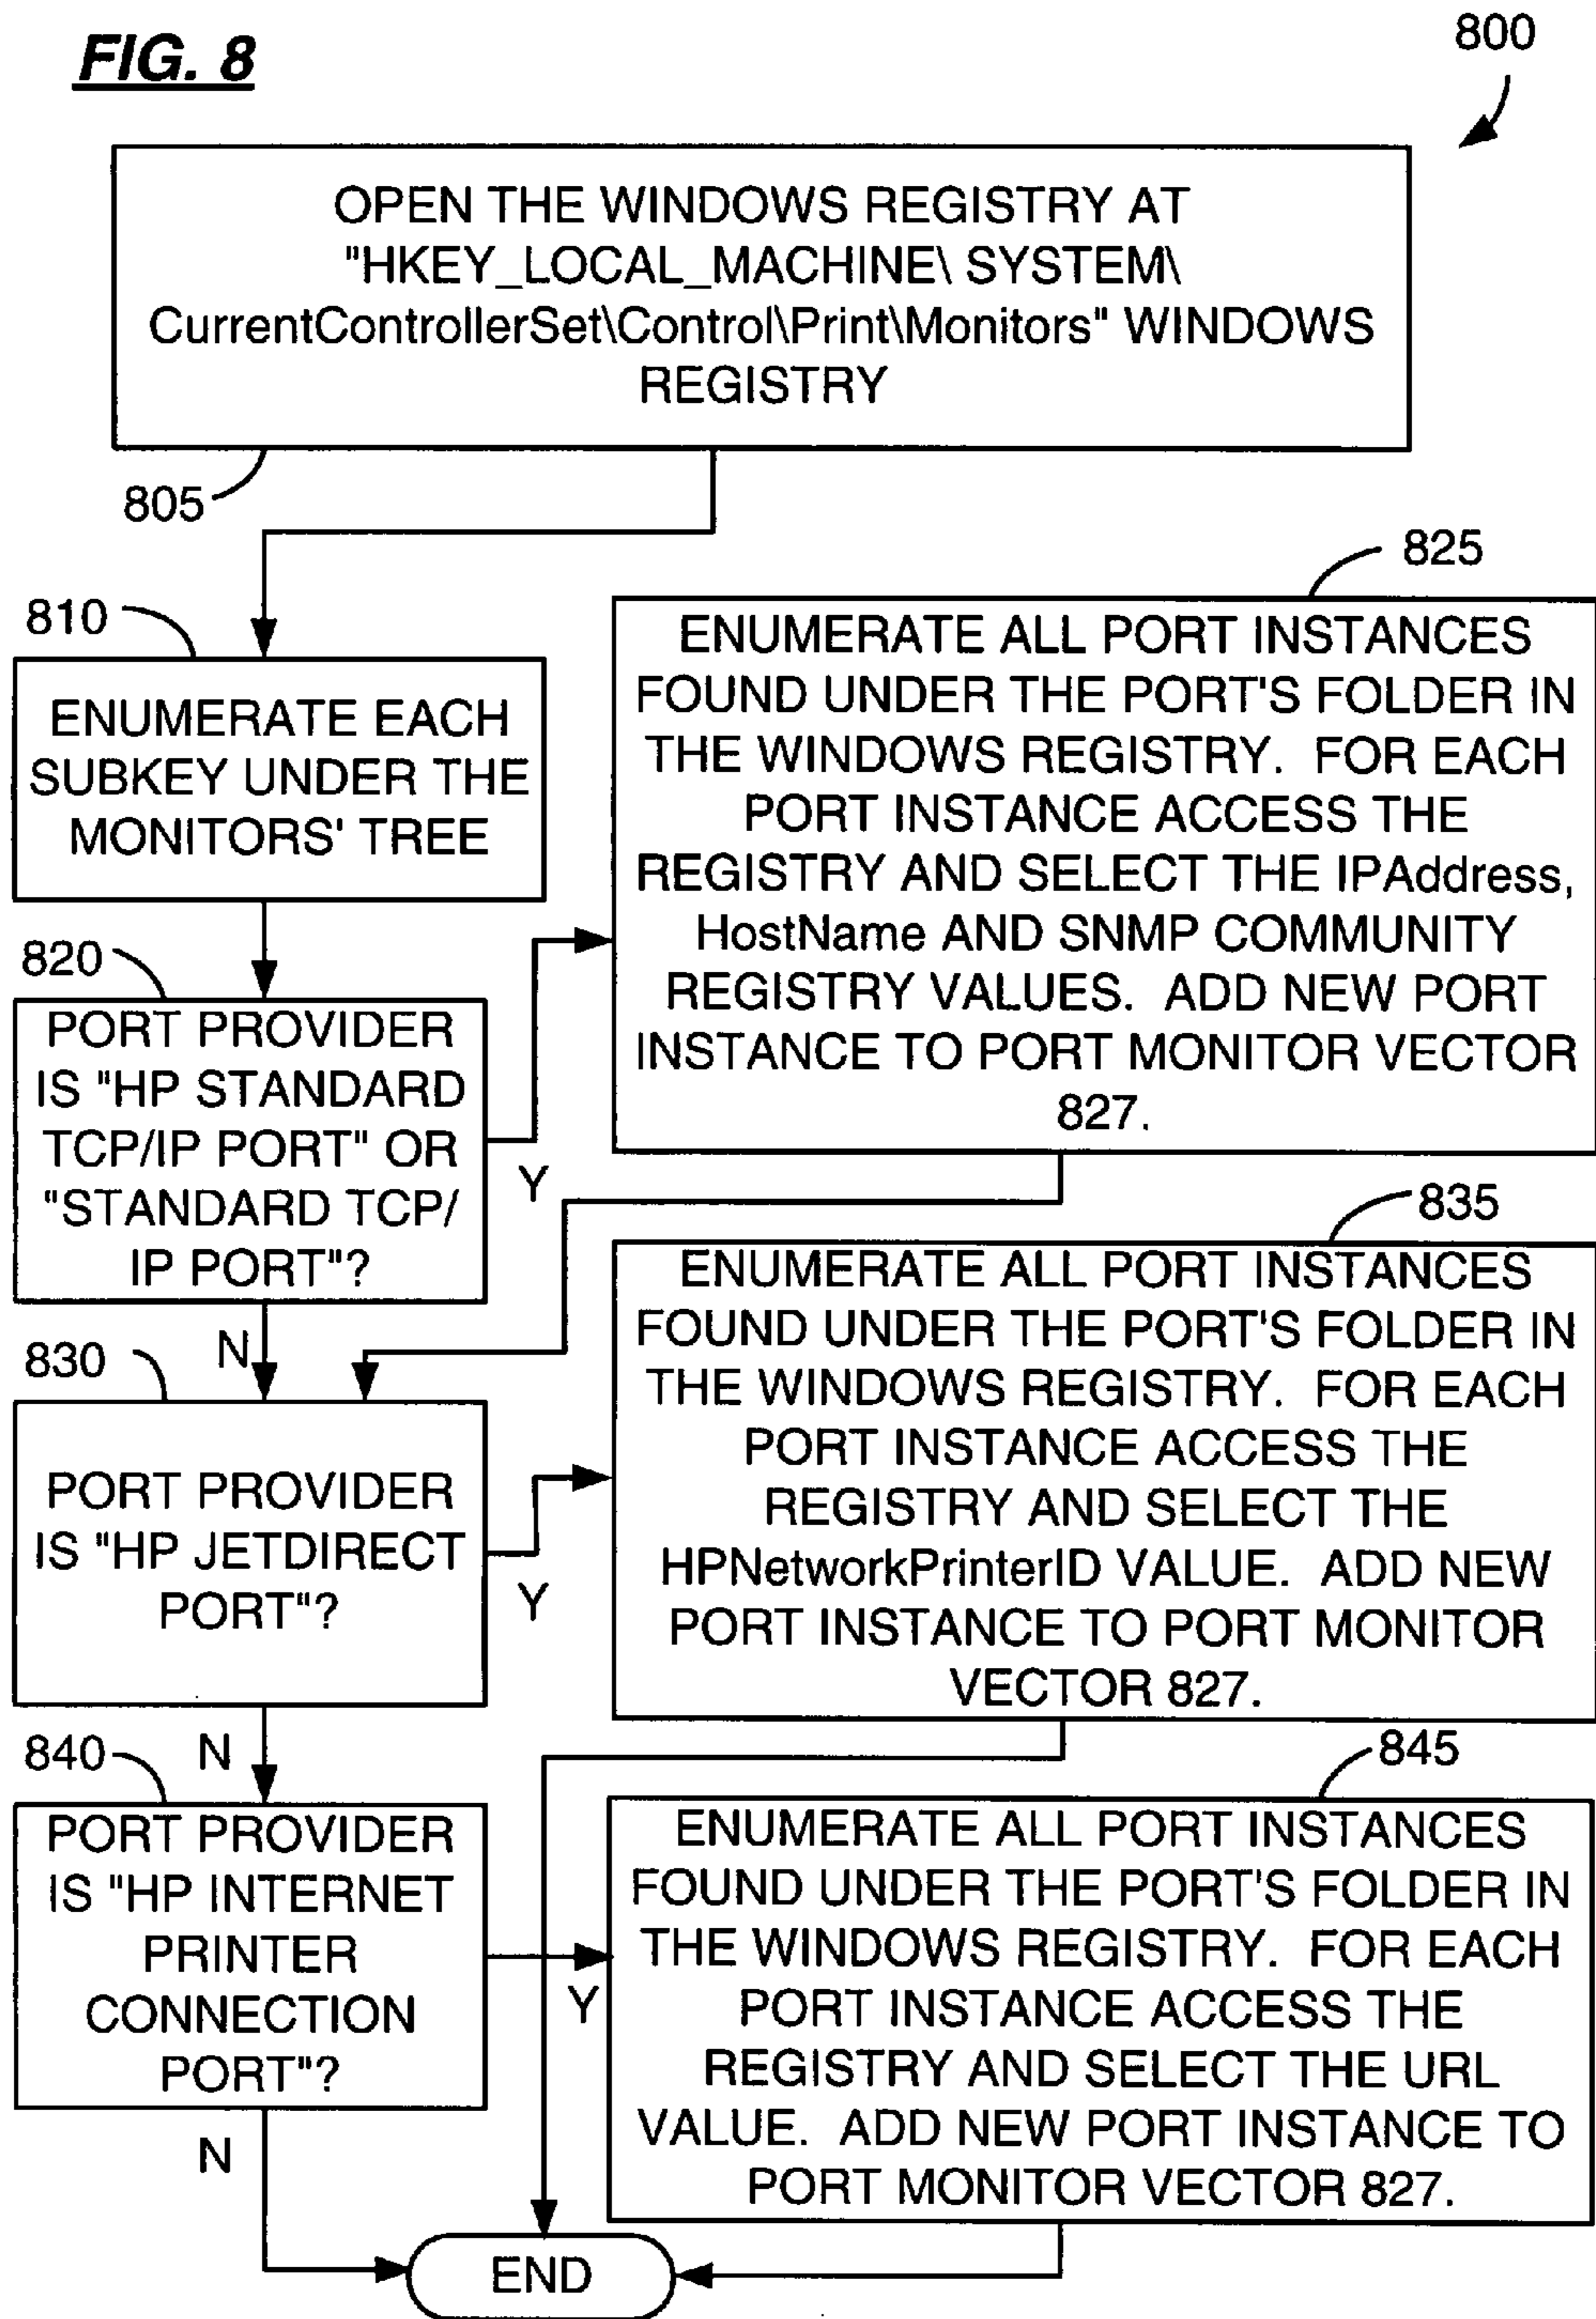 FIG. 8
800
OPEN THE WINDOWS REGISTRY AT
"HKEY_LOCAL_MACHINE\ SYSTEM\
CurrentControllerSet\Control\Print\Monitors" WINDOWS
REGISTRY
805
810
ENUMERATE EACH
SUBKEY UNDER THE
MONITORS' TREE
825
ENUMERATE ALL PORT INSTANCES
FOUND UNDER THE PORT'S FOLDER IN
THE WINDOWS REGISTRY. FOR EACH
PORT INSTANCE ACCESS THE
REGISTRY AND SELECT THE IPAddress,
HostName AND SNMP COMMUNITY
REGISTRY VALUES. ADD NEW PORT
INSTANCE TO PORT MONITOR VECTOR
827.
820
PORT PROVIDER
IS "HP STANDARD
TCP/IP PORT" OR
"STANDARD TCP/
IP PORT"?
Y
N
835
ENUMERATE ALL PORT INSTANCES
FOUND UNDER THE PORT'S FOLDER IN
THE WINDOWS REGISTRY. FOR EACH
PORT INSTANCE ACCESS THE
REGISTRY AND SELECT THE
HPNetworkPrinterID VALUE. ADD NEW
PORT INSTANCE TO PORT MONITOR
VECTOR 827.
830
PORT PROVIDER
IS "HP JETDIRECT
PORT"?
Y
N
845
ENUMERATE ALL PORT INSTANCES
FOUND UNDER THE PORT'S FOLDER IN
THE WINDOWS REGISTRY. FOR EACH
PORT INSTANCE ACCESS THE
REGISTRY AND SELECT THE URL
VALUE. ADD NEW PORT INSTANCE TO
PORT MONITOR VECTOR 827.
840
PORT PROVIDER
IS "HP INTERNET
PRINTER
CONNECTION
PORT"?
Y
N
END